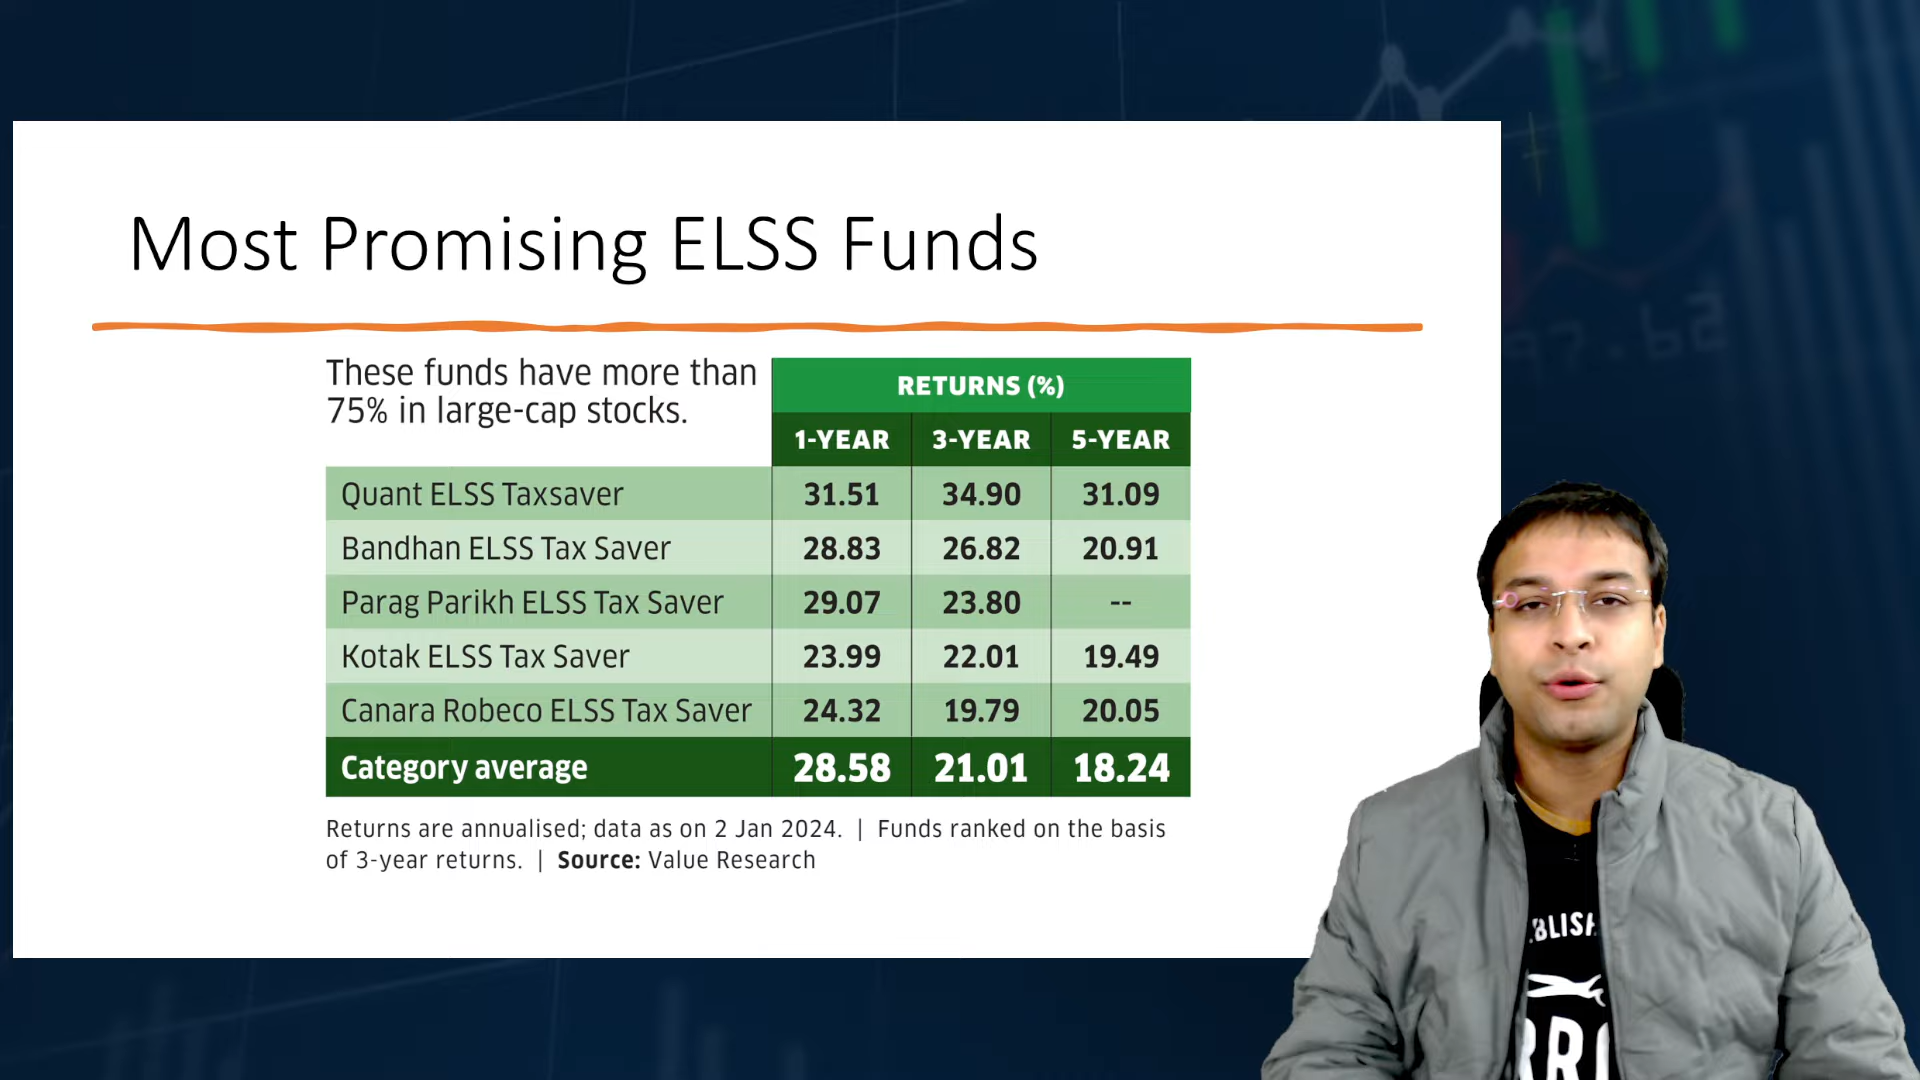 Most Promising ELSS Funds
These funds have more than
75% in large-cap stocks.
RETURNS (%)
1-YEAR 3-YEAR 5-YEAR
Quant ELSS Taxsaver 31.51 34.90 31.09
Bandhan ELSS Tax Saver 28.83 26.82 20.91
Parag Parikh ELSS Tax Saver 29.07 23.80 --
Kotak ELSS Tax Saver 23.99 22.01 19.49
Canara Robeco ELSS Tax Saver 24.32 19.79 20.05
Category average 28.58 21.01 18.24
Returns are annualised; data as on 2 Jan 2024. | Funds ranked on the basis
of 3-year returns. | Source: Value Research